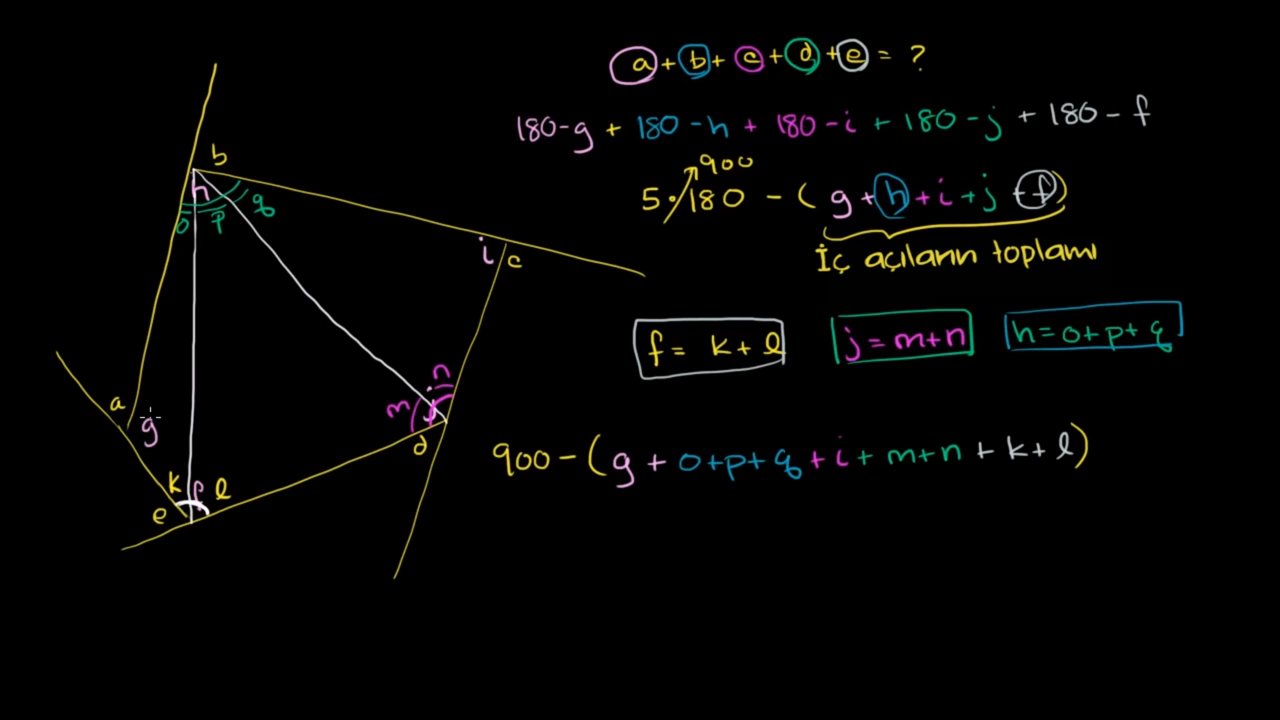 a + b + c + d + e = ?
180-g + 180-h + 180-i + 180-j + 180-f
900
5·180 - (g+h+i+j+f)
İç açıların toplamı
f = k+l
j = m+n
h = o+p+q
900-(g + o+p+q+i+m+n+k+l)
b
h
o
p
q
i
c
n
m
j
d
a
g
k
f
l
e